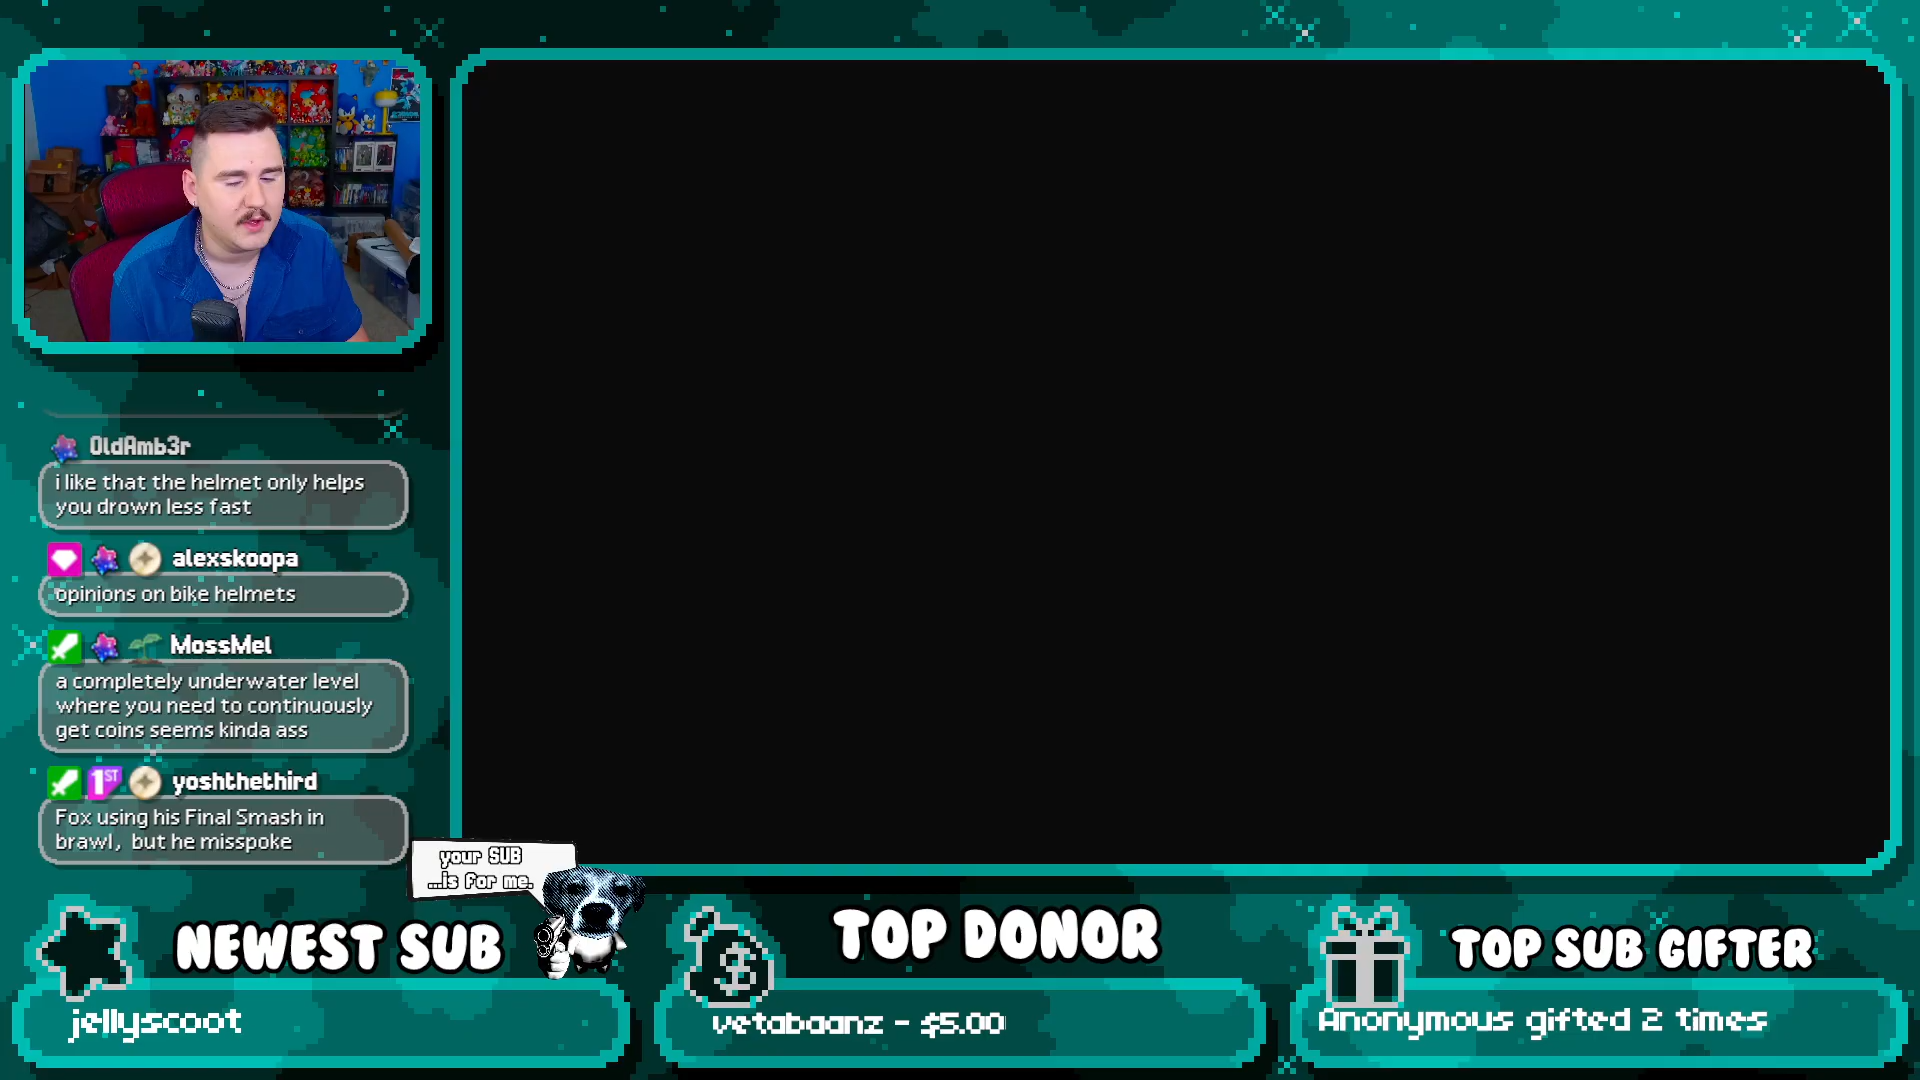 OldAmb3r
i like that the helmet only helps
you drown less fast
alexskoopa
opinions on bike helmets
MossMel
a completely underwater level
where you need to continuously
get coins seems kinda ass
1ST yoshthethird
Fox using his Final Smash in
brawl, but he misspoke
your SUB
...is for me.
NEWEST SUB
jellyscoot
TOP DONOR
vetabaanz - $5.00
TOP SUB GIFTER
Anonymous gifted 2 times